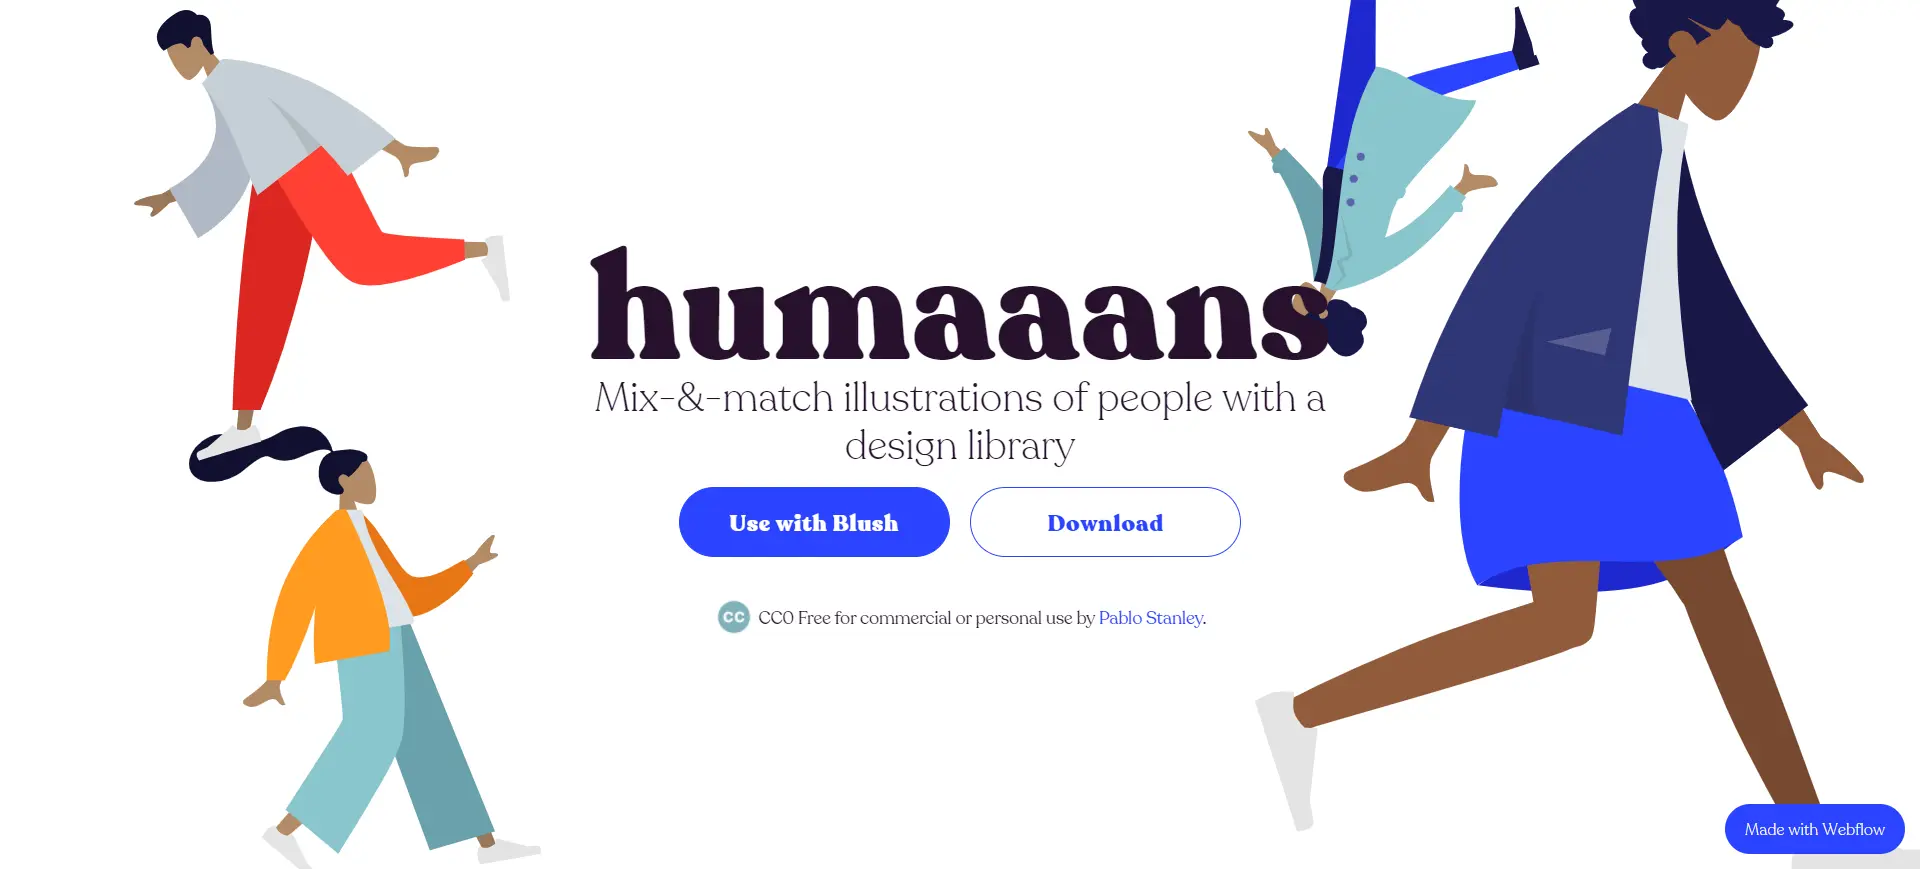 humaaans
Mix-&-match illustrations of people with a
design library
Use with Blush
Download
CC CC0 Free for commercial or personal use by Pablo Stanley.
Made with Webflow